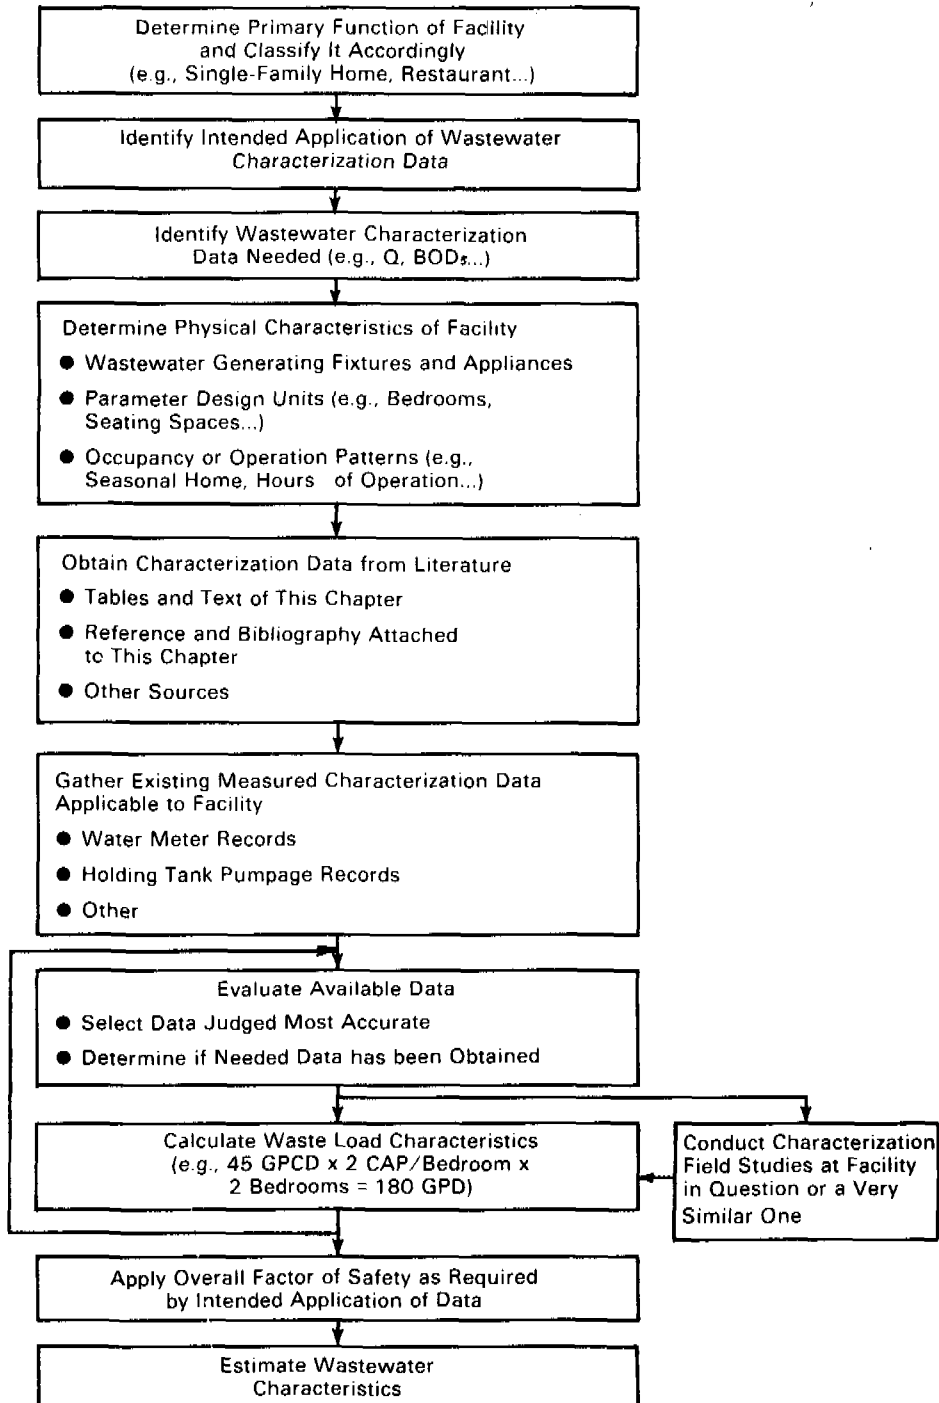 Determine Primary Function of Facility
and Classify It Accordingly
(e.g., Single-Family Home, Restaurant...)
Identify Intended Application of Wastewater
Characterization Data
Identify Wastewater Characterization
Data Needed (e.g., Q, BOD₅...)
Determine Physical Characteristics of Facility
● Wastewater Generating Fixtures and Appliances
● Parameter Design Units (e.g., Bedrooms,
Seating Spaces...)
● Occupancy or Operation Patterns (e.g.,
Seasonal Home, Hours of Operation...)
Obtain Characterization Data from Literature
● Tables and Text of This Chapter
● Reference and Bibliography Attached
to This Chapter
● Other Sources
Gather Existing Measured Characterization Data
Applicable to Facility
● Water Meter Records
● Holding Tank Pumpage Records
● Other
Evaluate Available Data
● Select Data Judged Most Accurate
● Determine if Needed Data has been Obtained
Calculate Waste Load Characteristics
(e.g., 45 GPCD x 2 CAP/Bedroom x
2 Bedrooms = 180 GPD)
Conduct Characterization
Field Studies at Facility
in Question or a Very
Similar One
Apply Overall Factor of Safety as Required
by Intended Application of Data
Estimate Wastewater
Characteristics